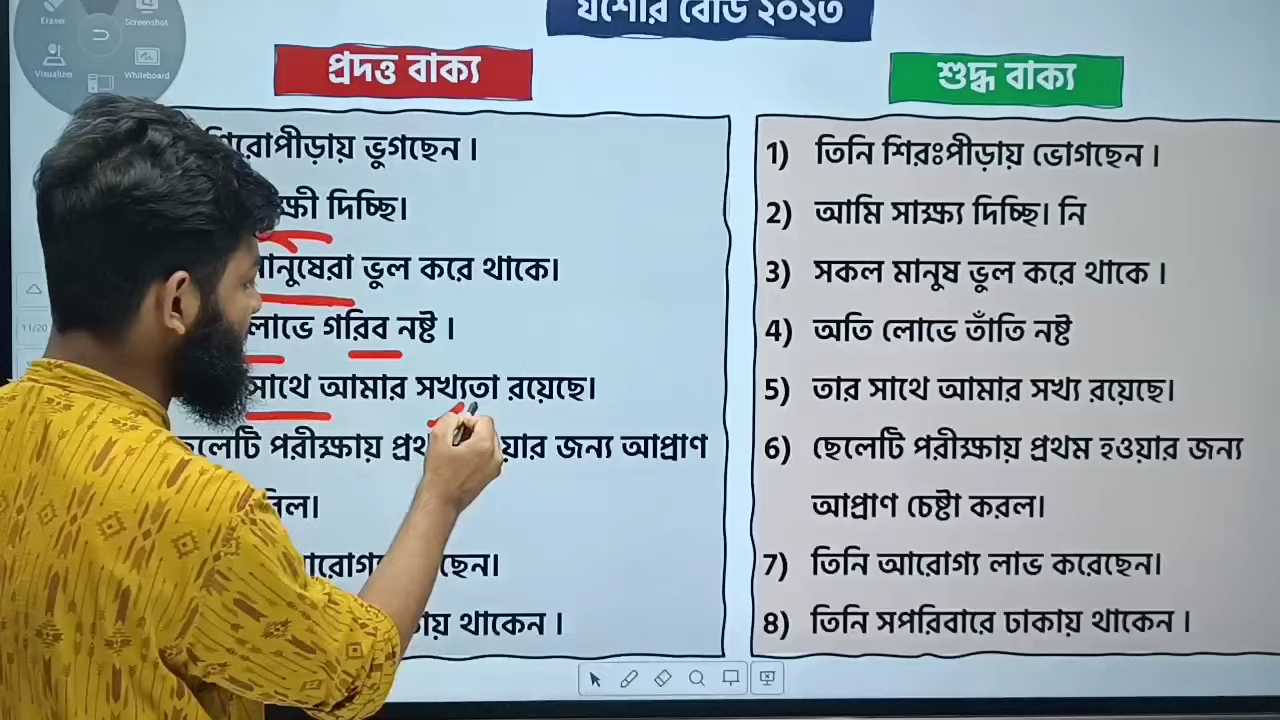 Eraser
Screenshot
Visualizer
Whiteboard
যশোর বোর্ড ২০২৩
প্রদত্ত বাক্য
শুদ্ধ বাক্য
শিরোপীড়ায় ভুগছেন ।
দিচ্ছি।
মানুষেরা ভুল করে থাকে।
গরিব নষ্ট ।
সাথে আমার সখ্যতা রয়েছে।
পরীক্ষায় জন্য আপ্রাণ
থাকেন ।
1) তিনি শিরঃপীড়ায় ভোগছেন ।
2) আমি সাক্ষ্য দিচ্ছি। নি
3) সকল মানুষ ভুল করে থাকে ।
4) অতি লোভে তাঁতি নষ্ট
5) তার সাথে আমার সখ্য রয়েছে।
6) ছেলেটি পরীক্ষায় প্রথম হওয়ার জন্য
আপ্রাণ চেষ্টা করল।
7) তিনি আরোগ্য লাভ করেছেন।
8) তিনি সপরিবারে ঢাকায় থাকেন ।
11/20